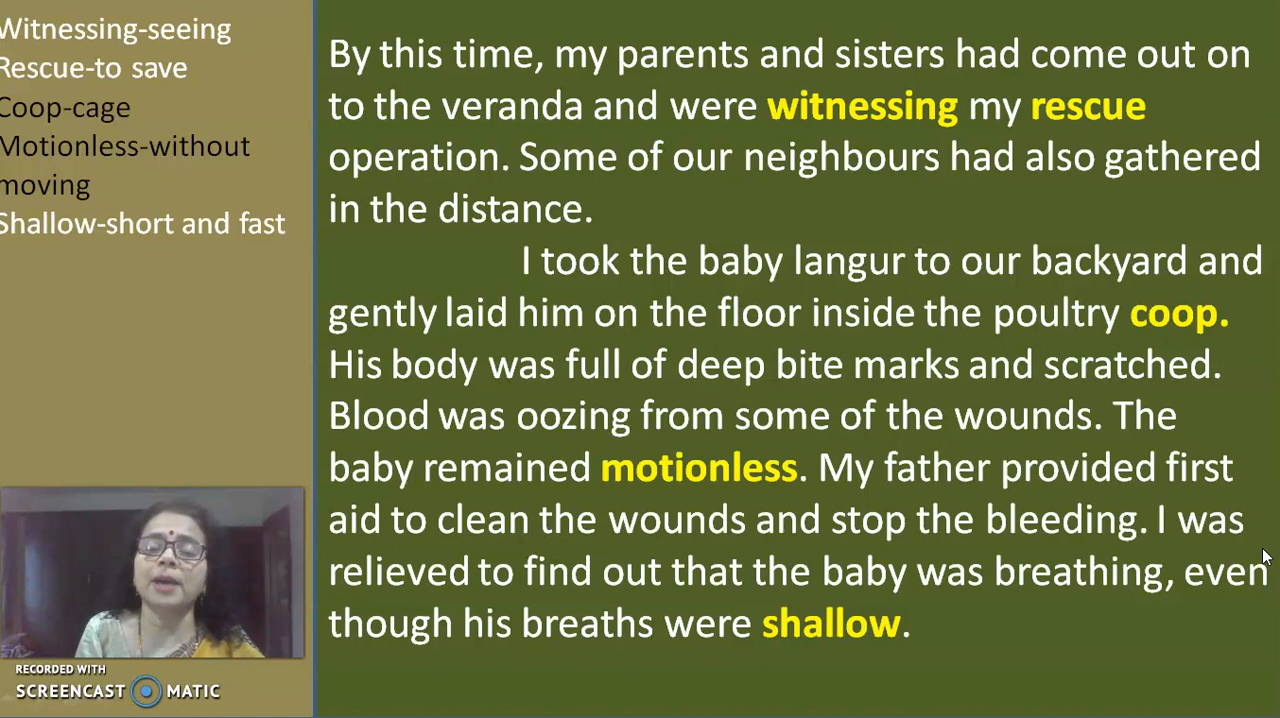 Witnessing-seeing
Rescue-to save
Coop-cage
Motionless-without
moving
Shallow-short and fast
By this time, my parents and sisters had come out on
to the veranda and were witnessing my rescue
operation. Some of our neighbours had also gathered
in the distance.
I took the baby langur to our backyard and
gently laid him on the floor inside the poultry coop.
His body was full of deep bite marks and scratched.
Blood was oozing from some of the wounds. The
baby remained motionless. My father provided first
aid to clean the wounds and stop the bleeding. I was
relieved to find out that the baby was breathing, even
though his breaths were shallow.
RECORDED WITH
SCREENCAST MATIC